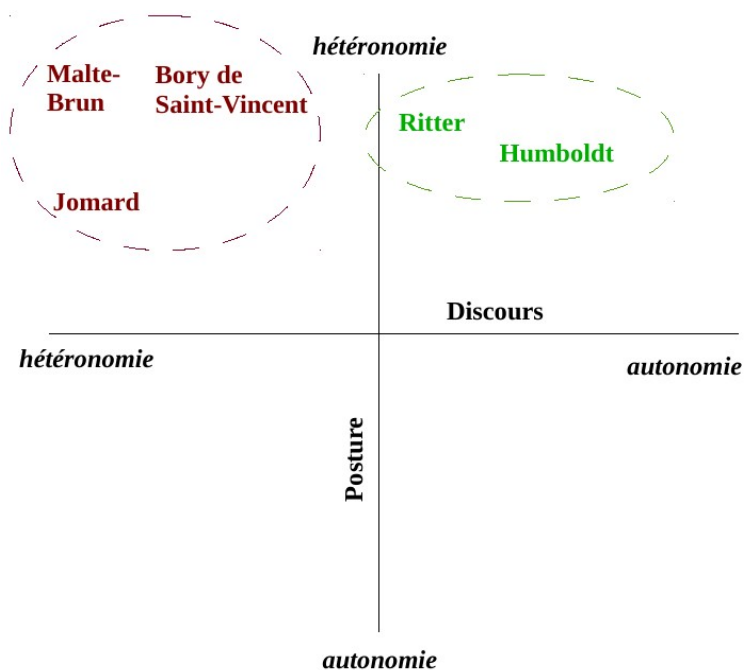 hétéronomie
Malte-
Brun
Bory de
Saint-Vincent
Ritter
Humboldt
Jomard
Discours
hétéronomie
autonomie
Posture
autonomie